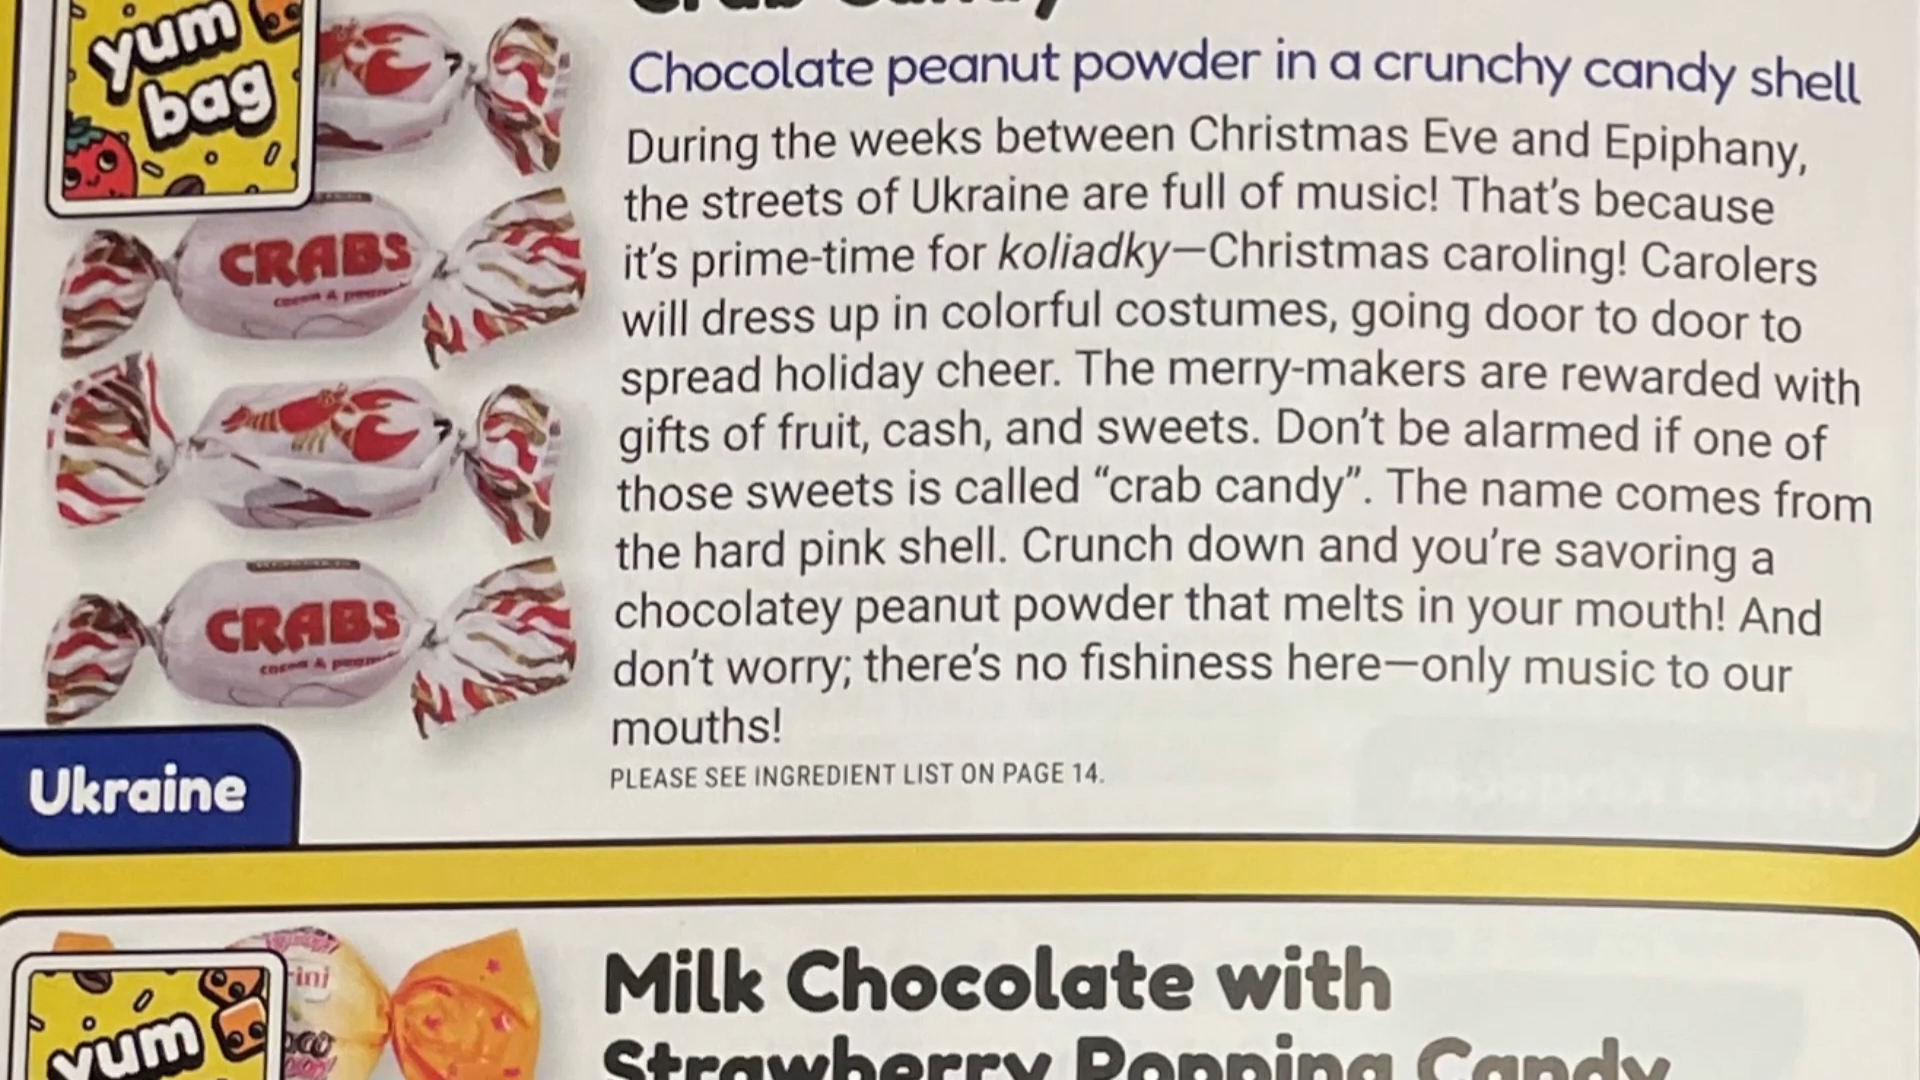 Crab Candy
yum
bag
Chocolate peanut powder in a crunchy candy shell
During the weeks between Christmas Eve and Epiphany,
the streets of Ukraine are full of music! That's because
it's prime-time for koliadky—Christmas caroling! Carolers
will dress up in colorful costumes, going door to door to
spread holiday cheer. The merry-makers are rewarded with
gifts of fruit, cash, and sweets. Don't be alarmed if one of
those sweets is called “crab candy”. The name comes from
the hard pink shell. Crunch down and you're savoring a
chocolatey peanut powder that melts in your mouth! And
don't worry; there's no fishiness here—only music to our
mouths!
PLEASE SEE INGREDIENT LIST ON PAGE 14.
CRABS
CRABS
Ukraine
Milk Chocolate with
Strawberry Popping Candy
yum